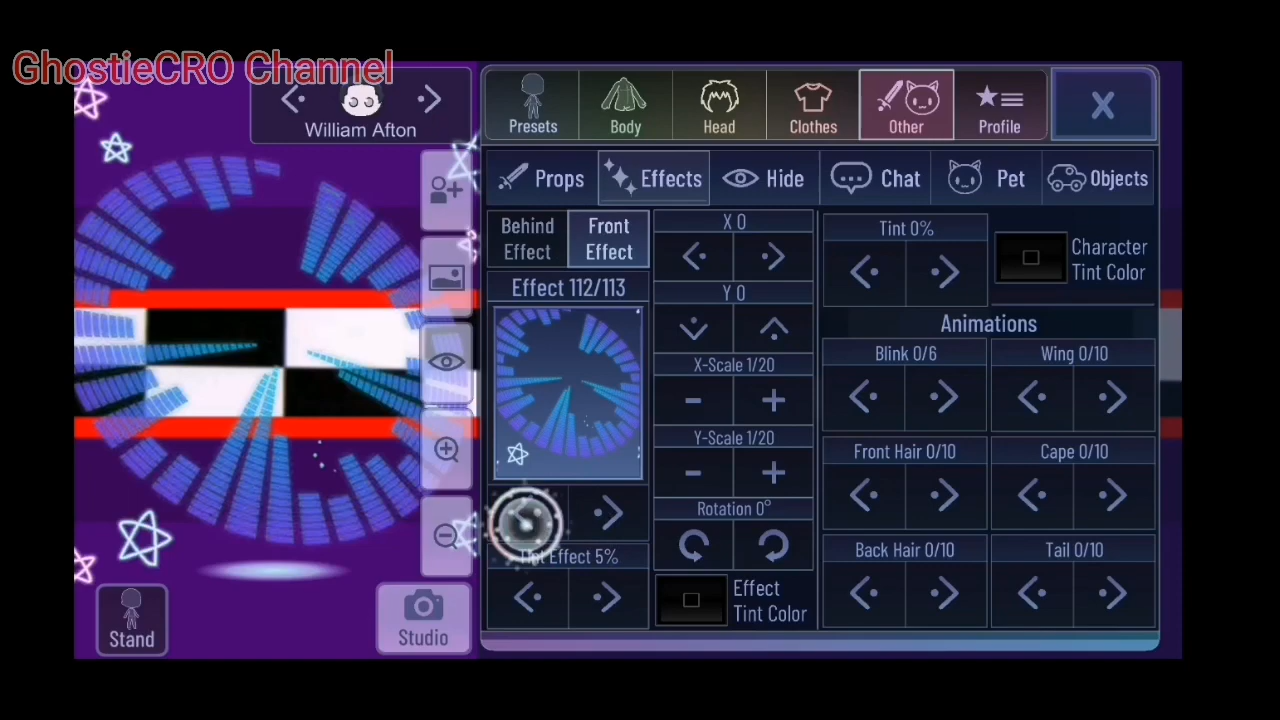 GhostieCRO Channel
William Afton
Presets
Body
Head
Clothes
Other
Profile
X
Props
Effects
Hide
Chat
Pet
Objects
Behind Effect
Front Effect
Effect 112/113
Tint Effect 5%
X 0
Y 0
X-Scale 1/20
Y-Scale 1/20
Rotation 0°
Effect Tint Color
Tint 0%
Character Tint Color
Animations
Blink 0/6
Wing 0/10
Front Hair 0/10
Cape 0/10
Back Hair 0/10
Tail 0/10
Stand
Studio